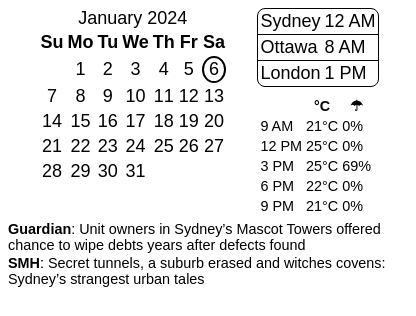 January 2024
Su Mo Tu We Th Fr Sa
1 2 3 4 5 6
7 8 9 10 11 12 13
14 15 16 17 18 19 20
21 22 23 24 25 26 27
28 29 30 31
Sydney 12 AM
Ottawa 8 AM
London 1 PM
°C ☂
9 AM 21°C 0%
12 PM 25°C 0%
3 PM 25°C 69%
6 PM 22°C 0%
9 PM 21°C 0%
Guardian: Unit owners in Sydney's Mascot Towers offered
chance to wipe debts years after defects found
SMH: Secret tunnels, a suburb erased and witches covens:
Sydney's strangest urban tales